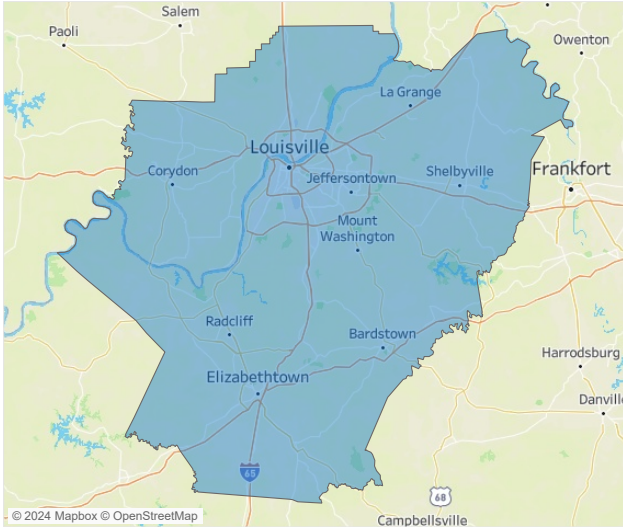 Salem
Paoli
Owenton
La Grange
Louisville
Corydon
Jeffersontown
Shelbyville
Frankfort
Mount
Washington
Radcliff
Bardstown
Harrodsburg
Elizabethtown
Danvill
65
68
Campbellsville
© 2024 Mapbox © OpenStreetMap